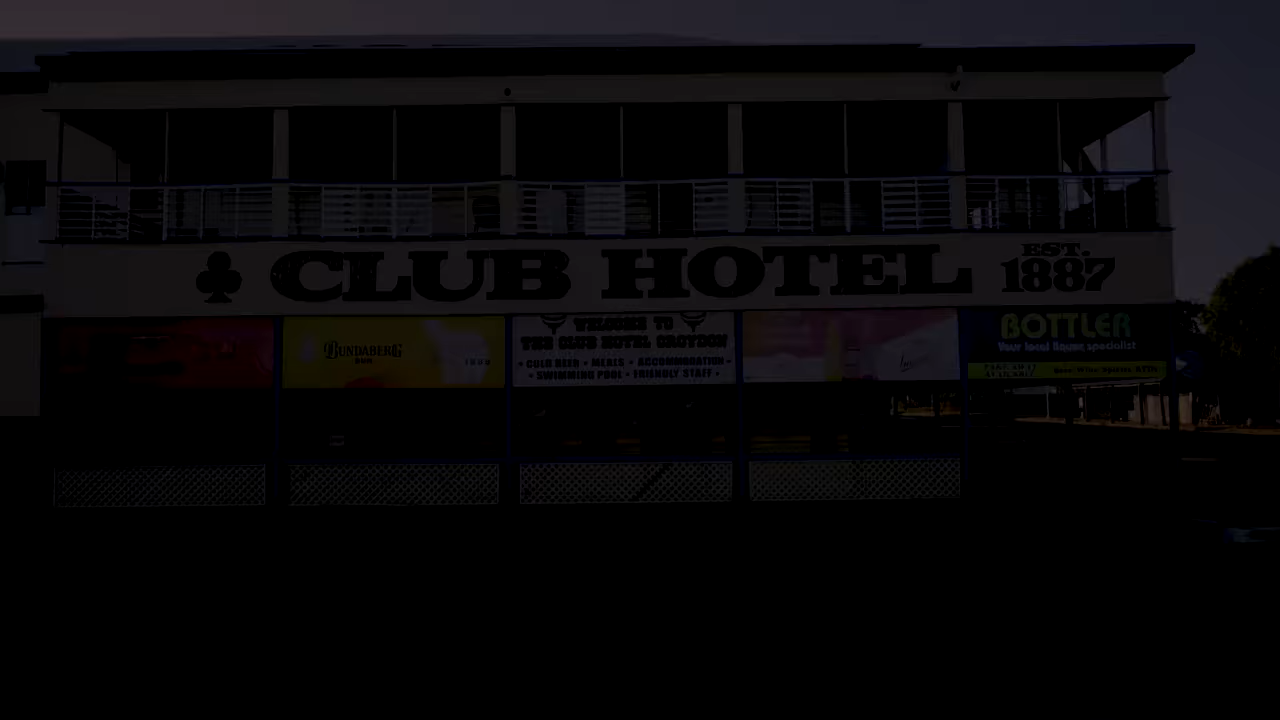 CLUB HOTEL
EST.
1887
BUNDABERG
RUM
WELCOME TO
THE CLUB HOTEL CROYDON
• COLD BEER • MEALS • ACCOMMODATION •
• SWIMMING POOL • FRIENDLY STAFF •
BOTTLER
Your local liquor specialist